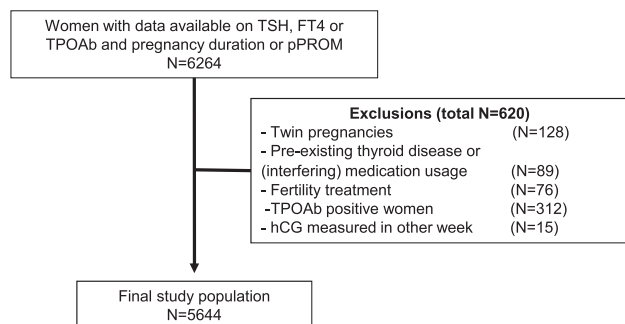 Women with data available on TSH, FT4 or
TPOAb and pregnancy duration or pPROM
N=6264
Exclusions (total N=620)
- Twin pregnancies (N=128)
- Pre-existing thyroid disease or
(interfering) medication usage (N=89)
- Fertility treatment (N=76)
-TPOAb positive women (N=312)
- hCG measured in other week (N=15)
Final study population
N=5644